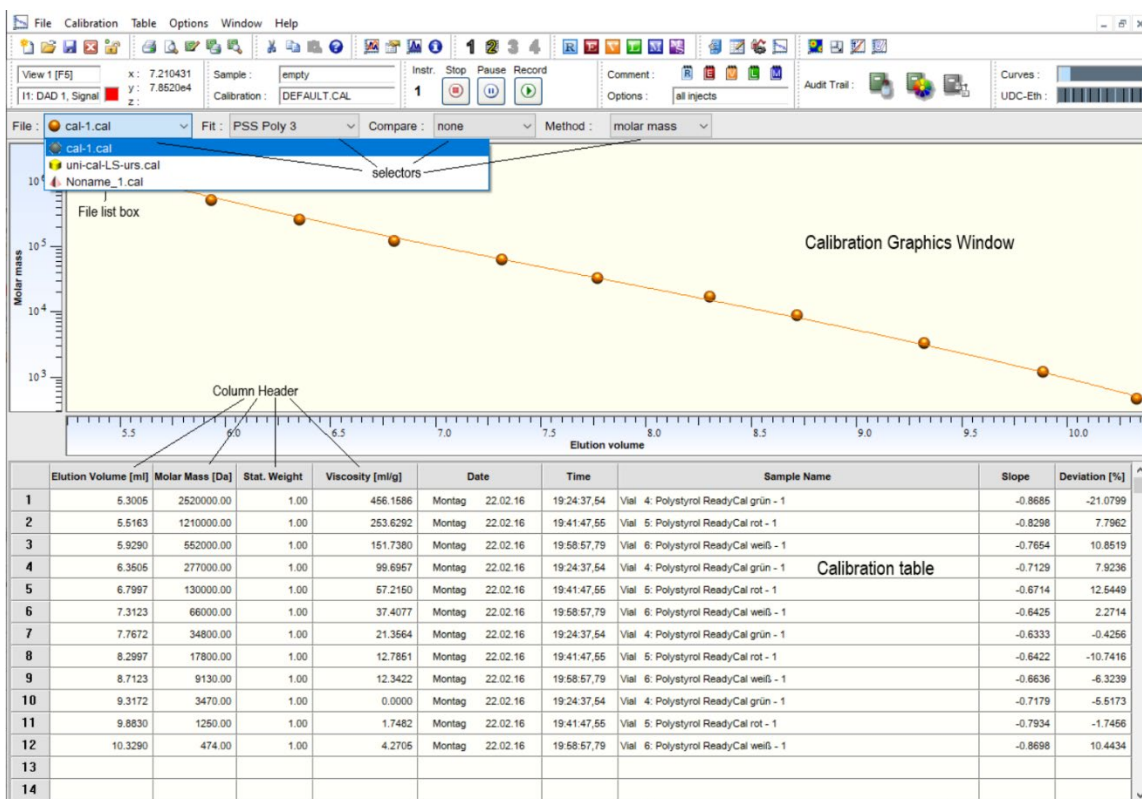 File Calibration Table Options Window Help
1 2 3 4 R E V L M
View 1 [F5] x: 7.210431 Sample : empty Instr. Stop Pause Record Comment : R E V L M Audit Trail : Curves :
I1: DAD 1, Signal y: 7.8520e4 Calibration : DEFAULT.CAL 1 Options : all injects UDC-Eth :
z:
File : cal-1.cal Fit : PSS Poly 3 Compare : none Method : molar mass
cal-1.cal
uni-cal-LS-urs.cal
Noname_1.cal
selectors
File list box
Calibration Graphics Window
10^5
10^4
10^3
Molar mass
Column Header
5.5 6.0 6.5 7.0 7.5 8.0 8.5 9.0 9.5 10.0
Elution volume
Elution Volume [ml] Molar Mass [Da] Stat. Weight Viscosity [ml/g] Date Time Sample Name Slope Deviation [%]
1 5.3005 2520000.00 1.00 456.1586 Montag 22.02.16 19:24:37,54 Vial 4: Polystyrol ReadyCal grün - 1 -0.8685 -21.0799
2 5.5163 1210000.00 1.00 253.6292 Montag 22.02.16 19:41:47,55 Vial 5: Polystyrol ReadyCal rot - 1 -0.8298 7.7962
3 5.9290 552000.00 1.00 151.7380 Montag 22.02.16 19:58:57,79 Vial 6: Polystyrol ReadyCal weiß - 1 -0.7654 10.8519
4 6.3505 277000.00 1.00 99.6957 Montag 22.02.16 19:24:37,54 Vial 4: Polystyrol ReadyCal grün - 1 Calibration table -0.7129 7.9236
5 6.7997 130000.00 1.00 57.2150 Montag 22.02.16 19:41:47,55 Vial 5: Polystyrol ReadyCal rot - 1 -0.6714 12.5449
6 7.3123 66000.00 1.00 37.4077 Montag 22.02.16 19:58:57,79 Vial 6: Polystyrol ReadyCal weiß - 1 -0.6425 2.2714
7 7.7672 34800.00 1.00 21.3564 Montag 22.02.16 19:24:37,54 Vial 4: Polystyrol ReadyCal grün - 1 -0.6333 -0.4256
8 8.2997 17800.00 1.00 12.7851 Montag 22.02.16 19:41:47,55 Vial 5: Polystyrol ReadyCal rot - 1 -0.6422 -10.7416
9 8.7123 9130.00 1.00 12.3422 Montag 22.02.16 19:58:57,79 Vial 6: Polystyrol ReadyCal weiß - 1 -0.6636 -6.3239
10 9.3172 3470.00 1.00 0.0000 Montag 22.02.16 19:24:37,54 Vial 4: Polystyrol ReadyCal grün - 1 -0.7179 -5.5173
11 9.8830 1250.00 1.00 1.7482 Montag 22.02.16 19:41:47,55 Vial 5: Polystyrol ReadyCal rot - 1 -0.7934 -1.7456
12 10.3290 474.00 1.00 4.2705 Montag 22.02.16 19:58:57,79 Vial 6: Polystyrol ReadyCal weiß - 1 -0.8698 10.4434
13
14